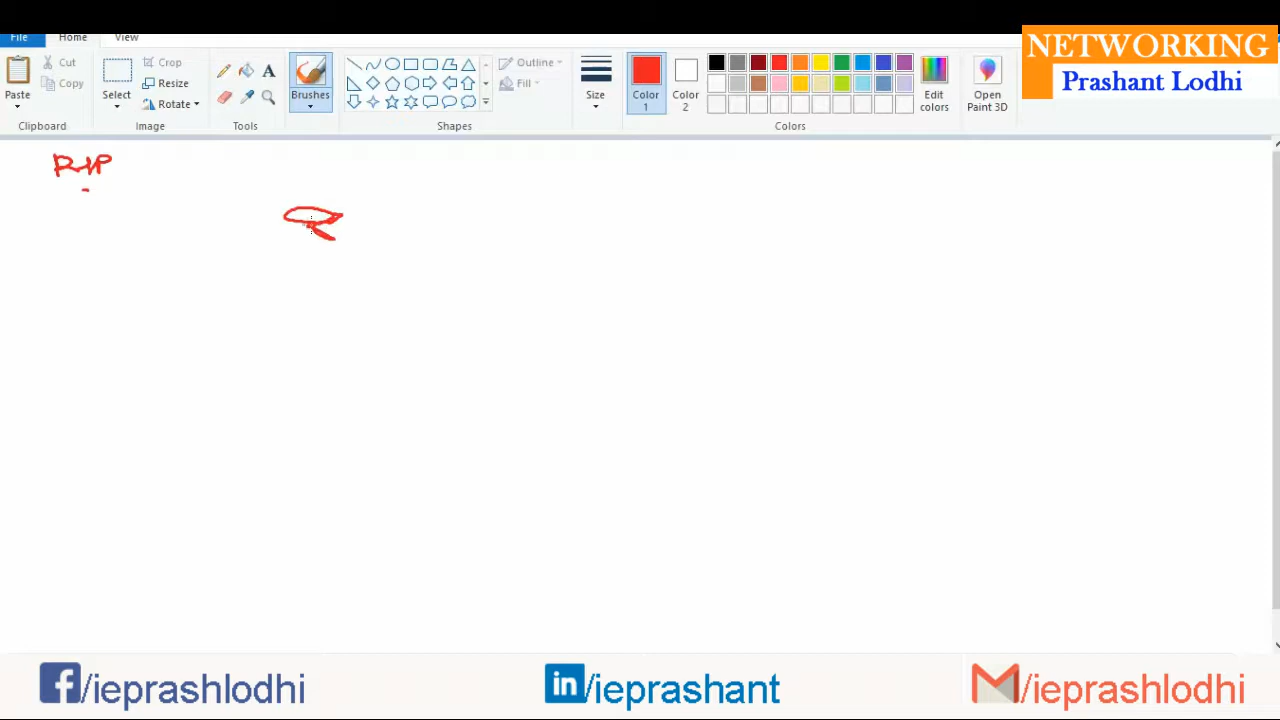 File Home View
NETWORKING
Prashant Lodhi
Paste
Cut
Copy
Clipboard
Select
Crop
Resize
Rotate
Image
Tools
Brushes
Outline
Fill
Shapes
Size
Color 1
Color 2
Edit colors
Open Paint 3D
Colors
RIP
/ieprashlodhi
/ieprashant
/ieprashlodhi